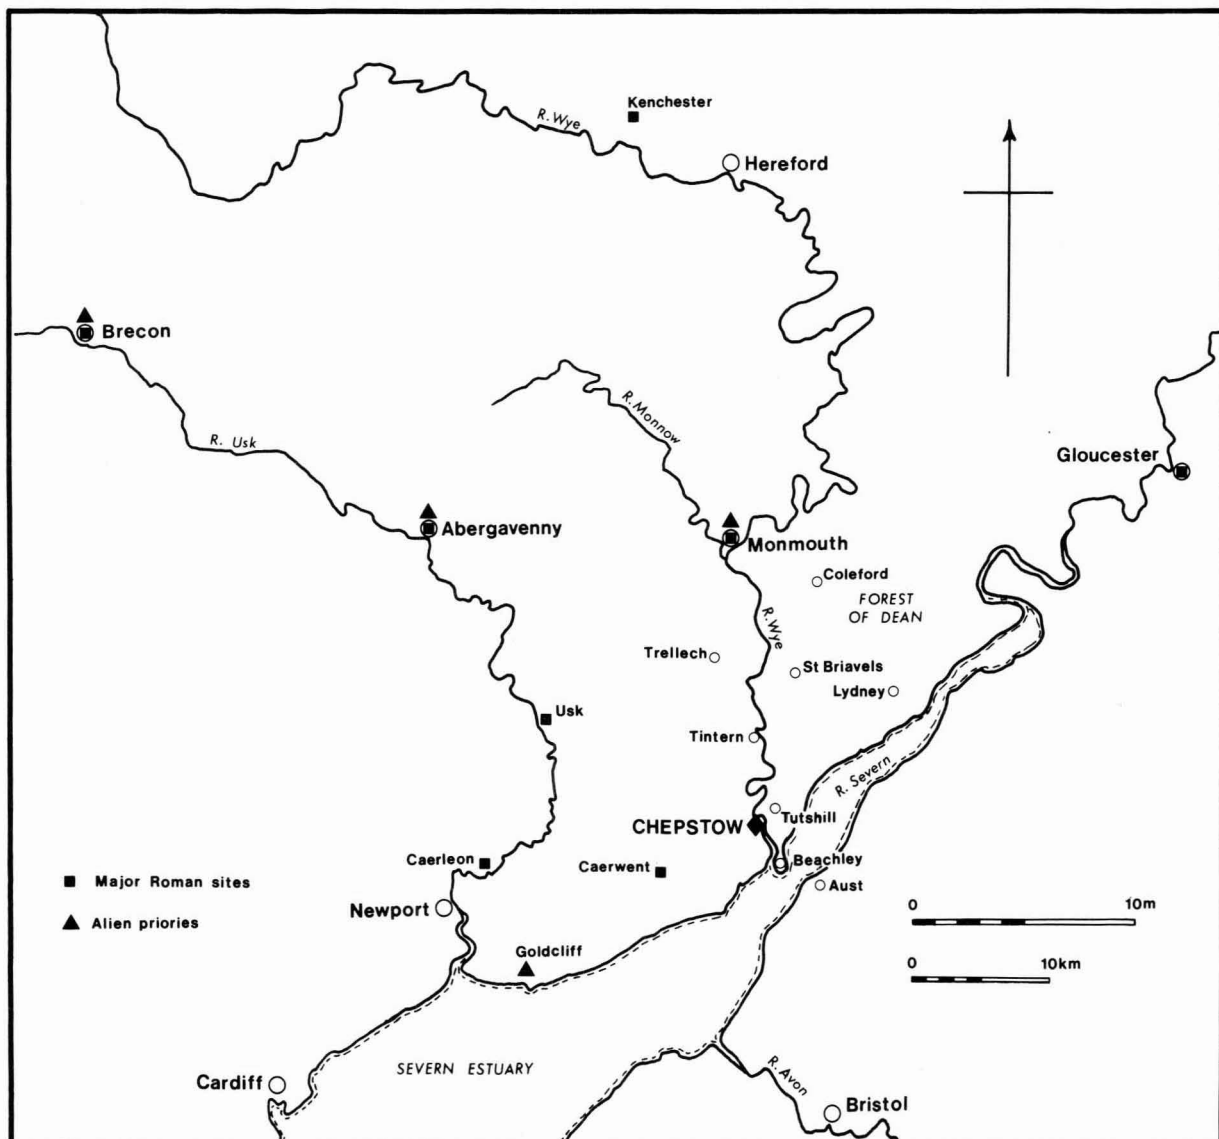 Kenchester
R. Wye
Hereford
Brecon
R. Monnow
R. Usk
Gloucester
Abergavenny
Monmouth
Coleford
FOREST
OF DEAN
R. Wye
Trellech
St Briavels
Lydney
Usk
Tintern
R. Severn
Tutshill
CHEPSTOW
Caerleon
Caerwent
Beachley
Major Roman sites
Aust
Newport
0 10m
Alien priories
Goldcliff
0 10km
SEVERN ESTUARY
R. Avon
Cardiff
Bristol